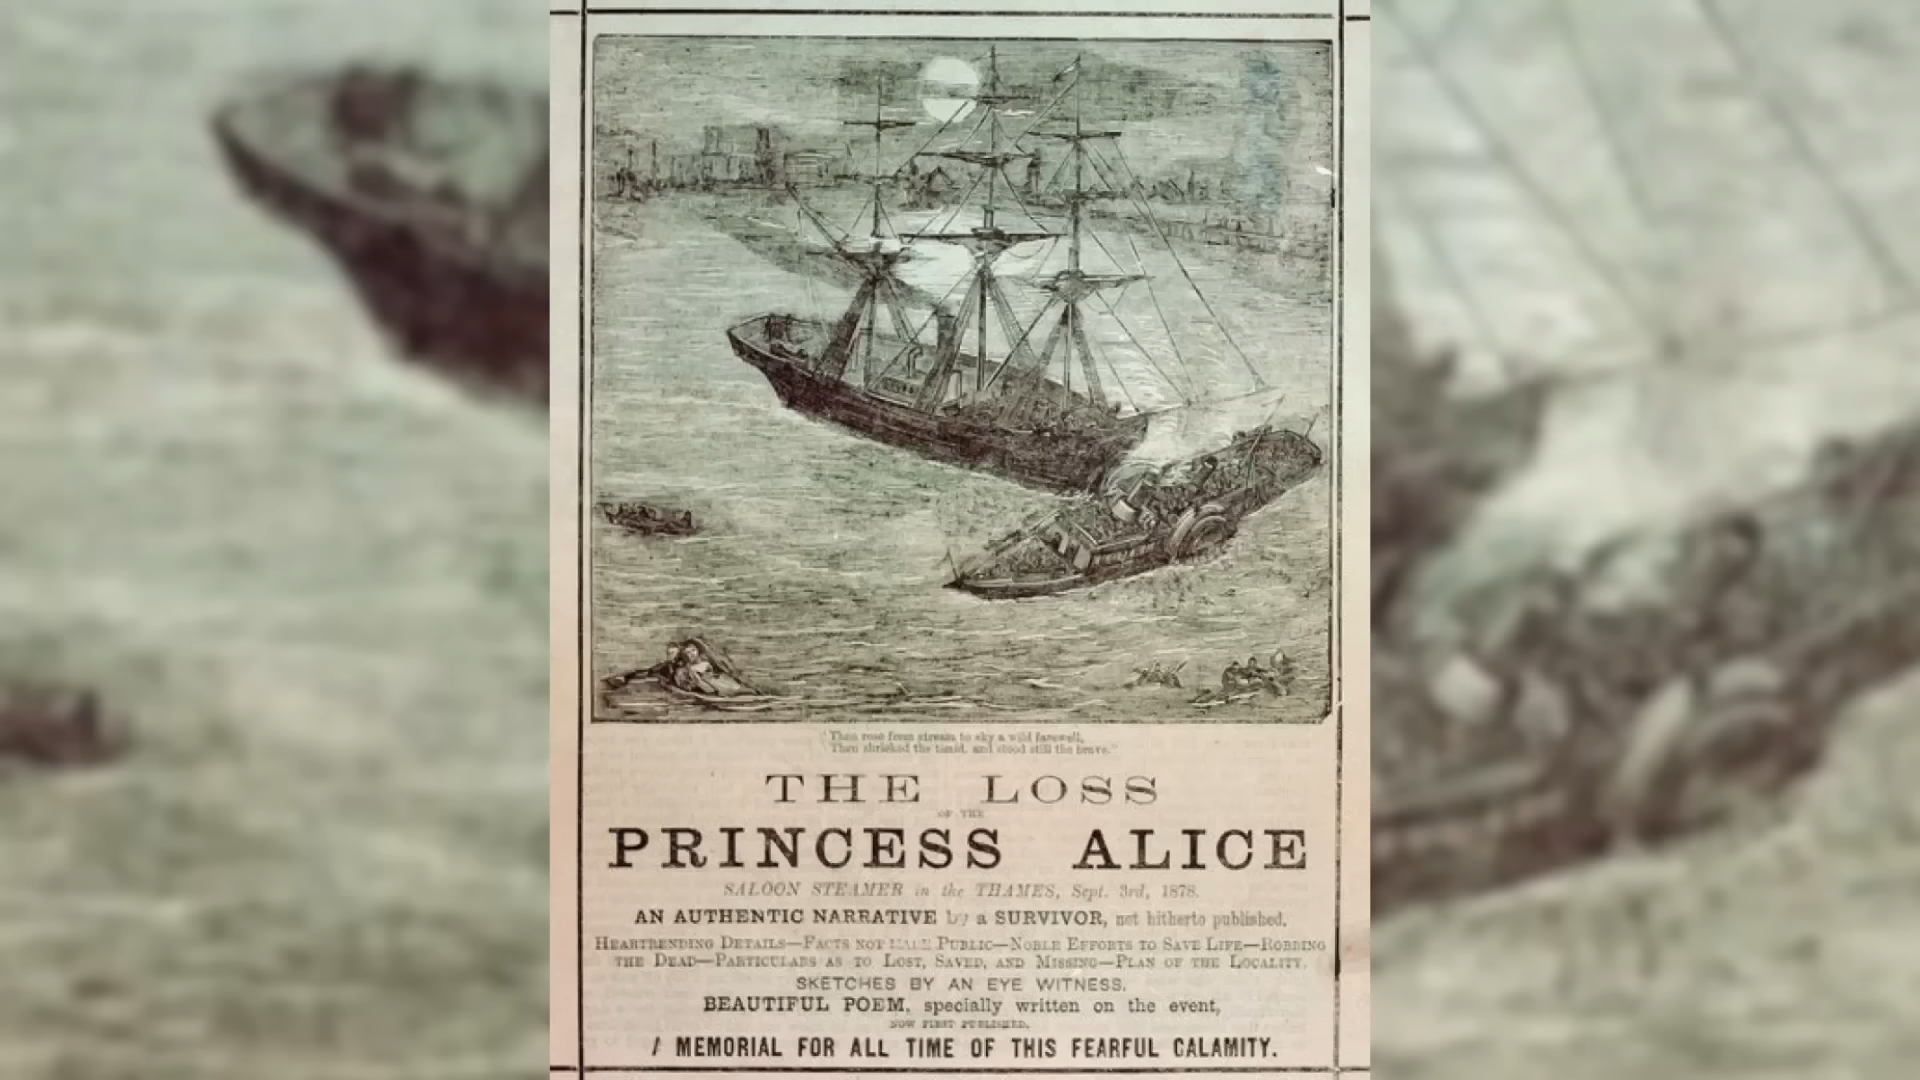 "Then rose from stream to sky a wild farewell,
Then shrieked the timid, and stood still the brave."
THE LOSS
OF THE
PRINCESS ALICE
SALOON STEAMER in the THAMES, Sept. 3rd, 1878.
AN AUTHENTIC NARRATIVE by a SURVIVOR, not hitherto published.
HEARTRENDING DETAILS—FACTS NOT MADE PUBLIC—NOBLE EFFORTS TO SAVE LIFE—ROBBING
THE DEAD—PARTICULARS AS TO LOST, SAVED, AND MISSING—PLAN OF THE LOCALITY.
SKETCHES BY AN EYE WITNESS.
BEAUTIFUL POEM, specially written on the event,
NOW FIRST PUBLISHED.
MEMORIAL FOR ALL TIME OF THIS FEARFUL CALAMITY.